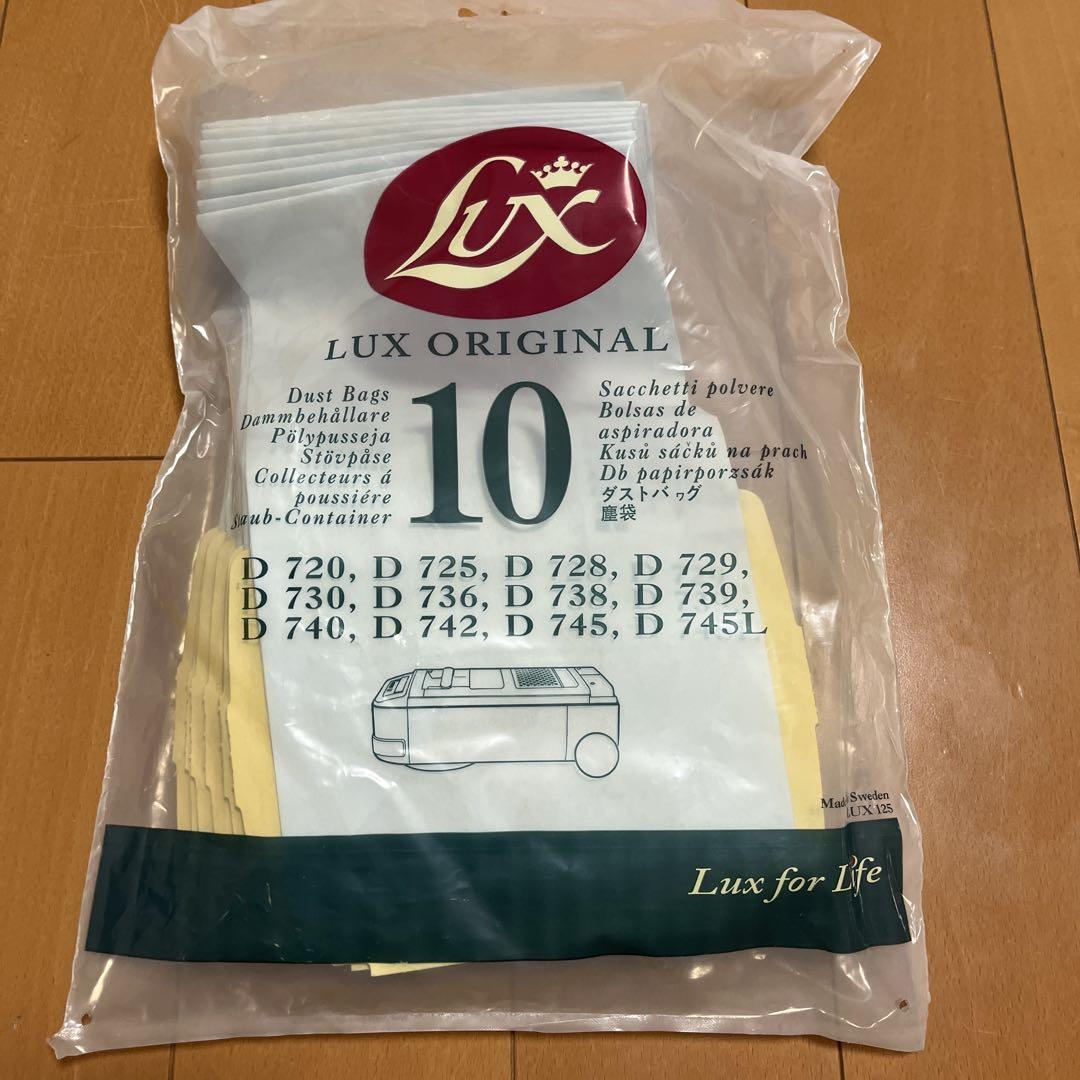 Lux
LUX ORIGINAL
Dust Bags
Dammbehållare
Pölypusseja
Stövpåse
Collecteurs á
poussiére
Staub-Container
10
Sacchetti polvere
Bolsas de
aspiradora
Kusů sáčků na prach
Db papirporzsák
ダストバッグ
塵袋
D 720, D 725, D 728, D 729,
D 730, D 736, D 738, D 739,
D 740, D 742, D 745, D 745L
Made Sweden
LUX 125
Lux for Life